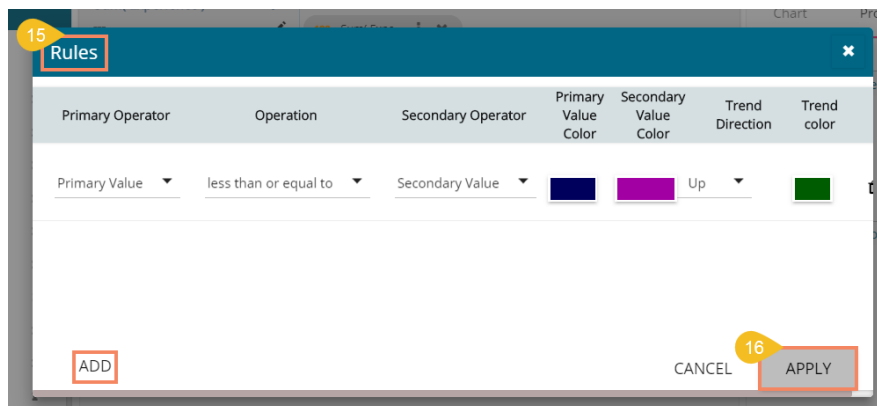 Chart
15
Rules
Primary Operator
Operation
Secondary Operator
Primary
Value
Color
Secondary
Value
Color
Trend
Direction
Trend
color
Primary Value
less than or equal to
Secondary Value
Up
ADD
CANCEL
16
APPLY